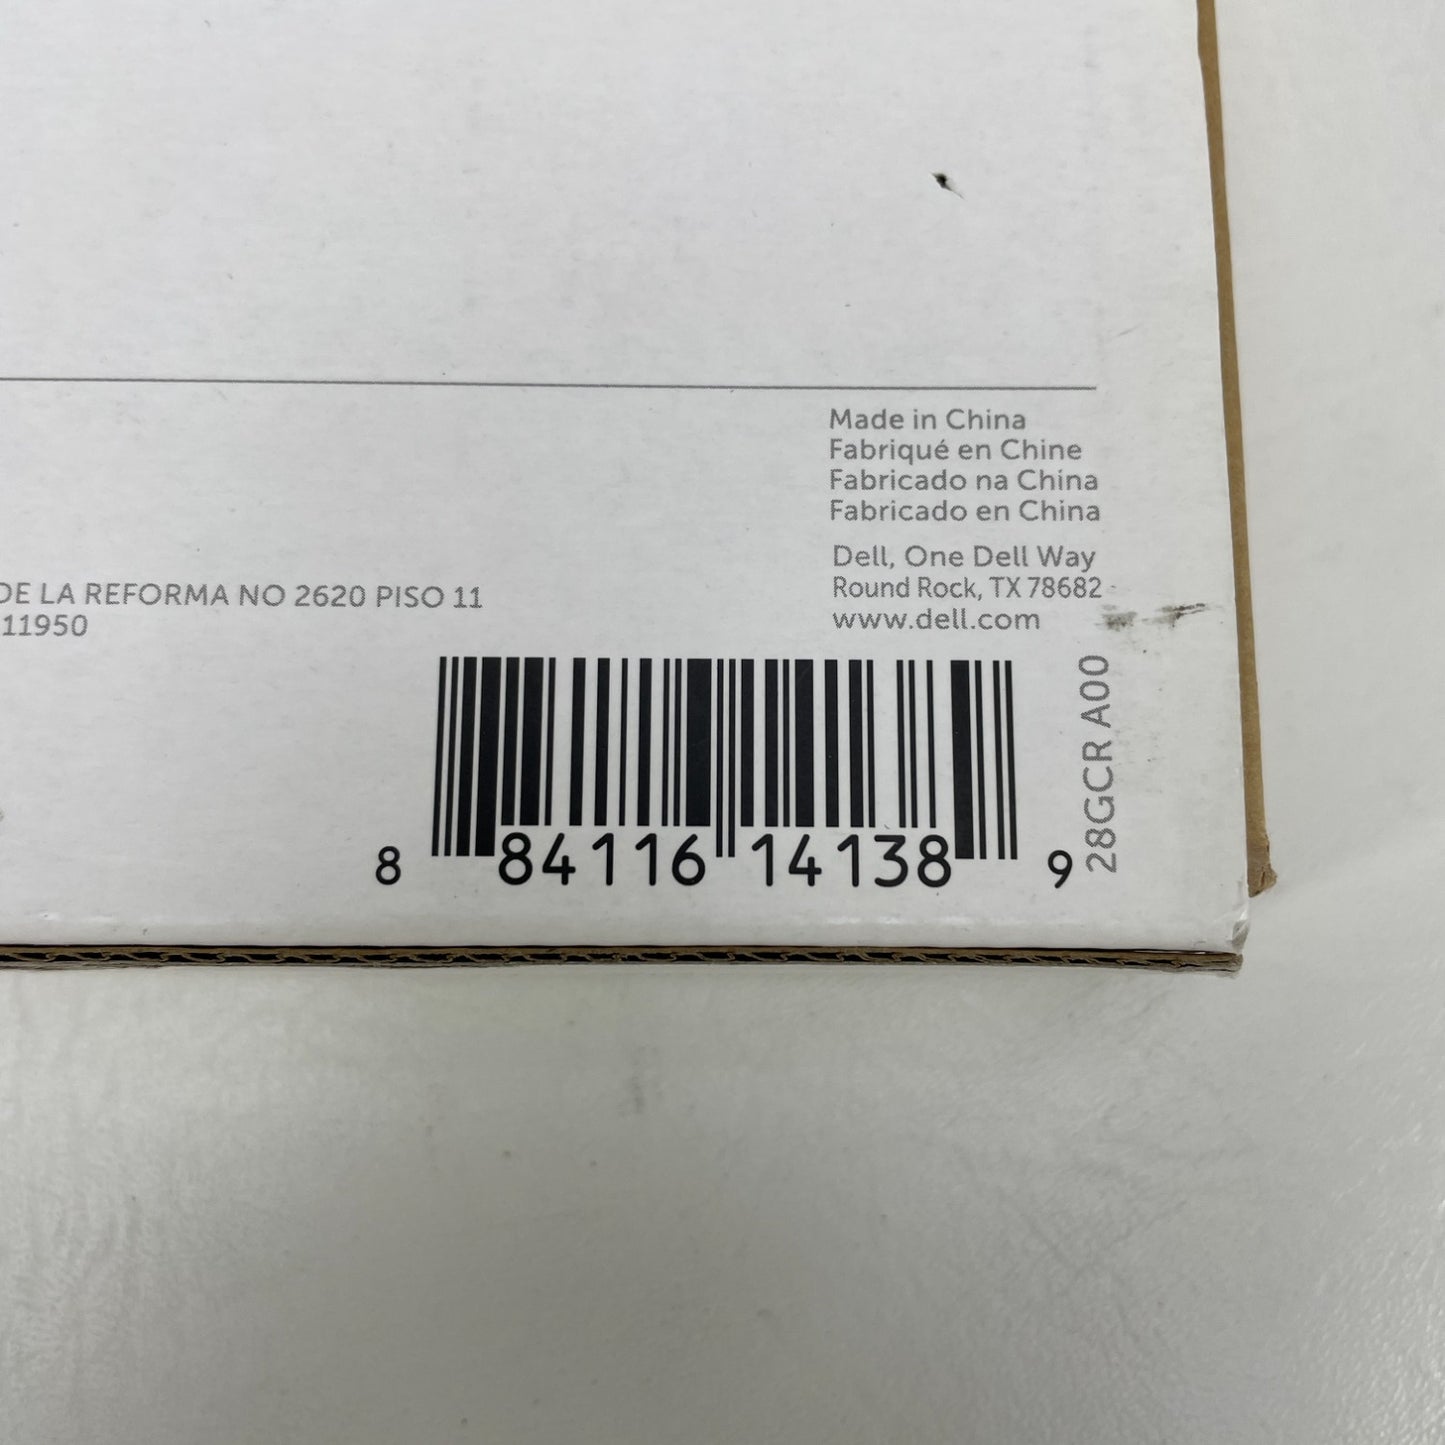 Made in China
Fabriqué en Chine
Fabricado na China
Fabricado en China
Dell, One Dell Way
Round Rock, TX 78682
www.dell.com
DE LA REFORMA NO 2620 PISO 11
11950
8 84116 14138 9
28GCR A00